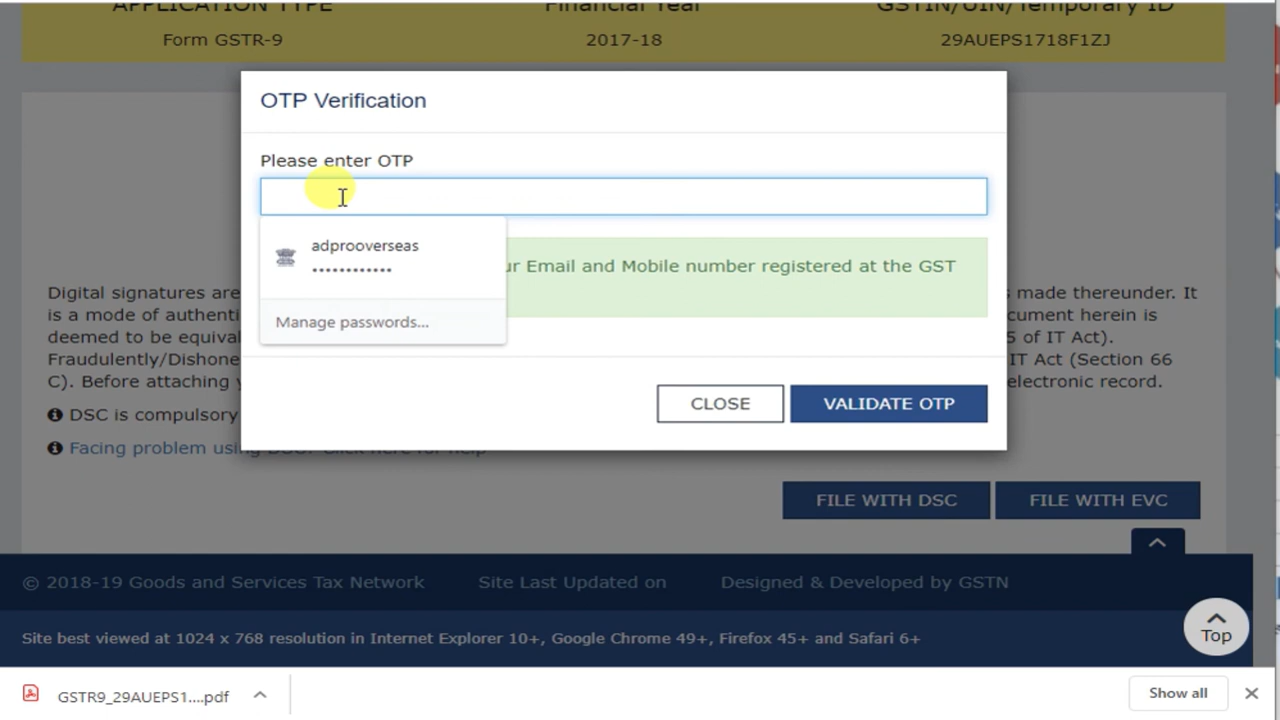 APPLICATION TYPE Financial Year GSTIN/UIN/Temporary ID
Form GSTR-9 2017-18 29AUEPS1718F1ZJ
OTP Verification
Please enter OTP
adprooverseas
••••••••••••
Manage passwords...
ur Email and Mobile number registered at the GST
Digital signatures are s made thereunder. It
is a mode of authenti ocument herein is
deemed to be equival 5 of IT Act).
Fraudulently/Dishone IT Act (Section 66
C). Before attaching electronic record.
DSC is compulsory
CLOSE VALIDATE OTP
Facing problem using
FILE WITH DSC FILE WITH EVC
© 2018-19 Goods and Services Tax Network Site Last Updated on Designed & Developed by GSTN
Site best viewed at 1024 x 768 resolution in Internet Explorer 10+, Google Chrome 49+, Firefox 45+ and Safari 6+
Top
GSTR9_29AUEPS1....pdf Show all